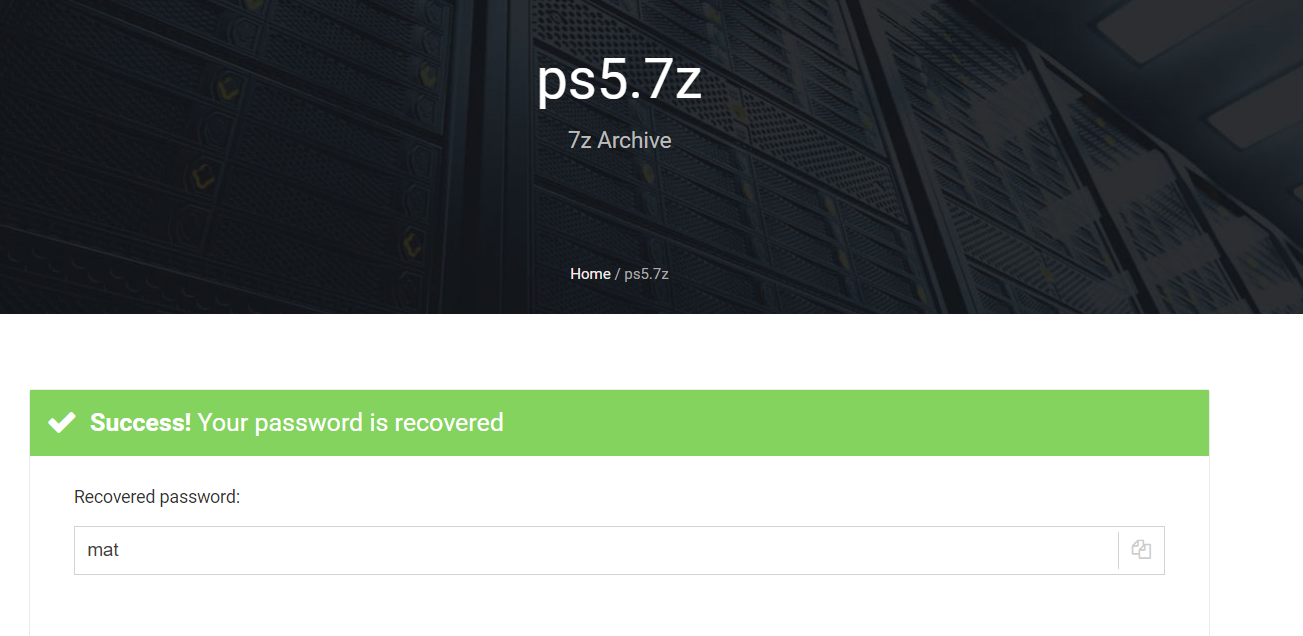 ps5.7z
7z Archive
Home / ps5.7z
Success! Your password is recovered
Recovered password:
mat